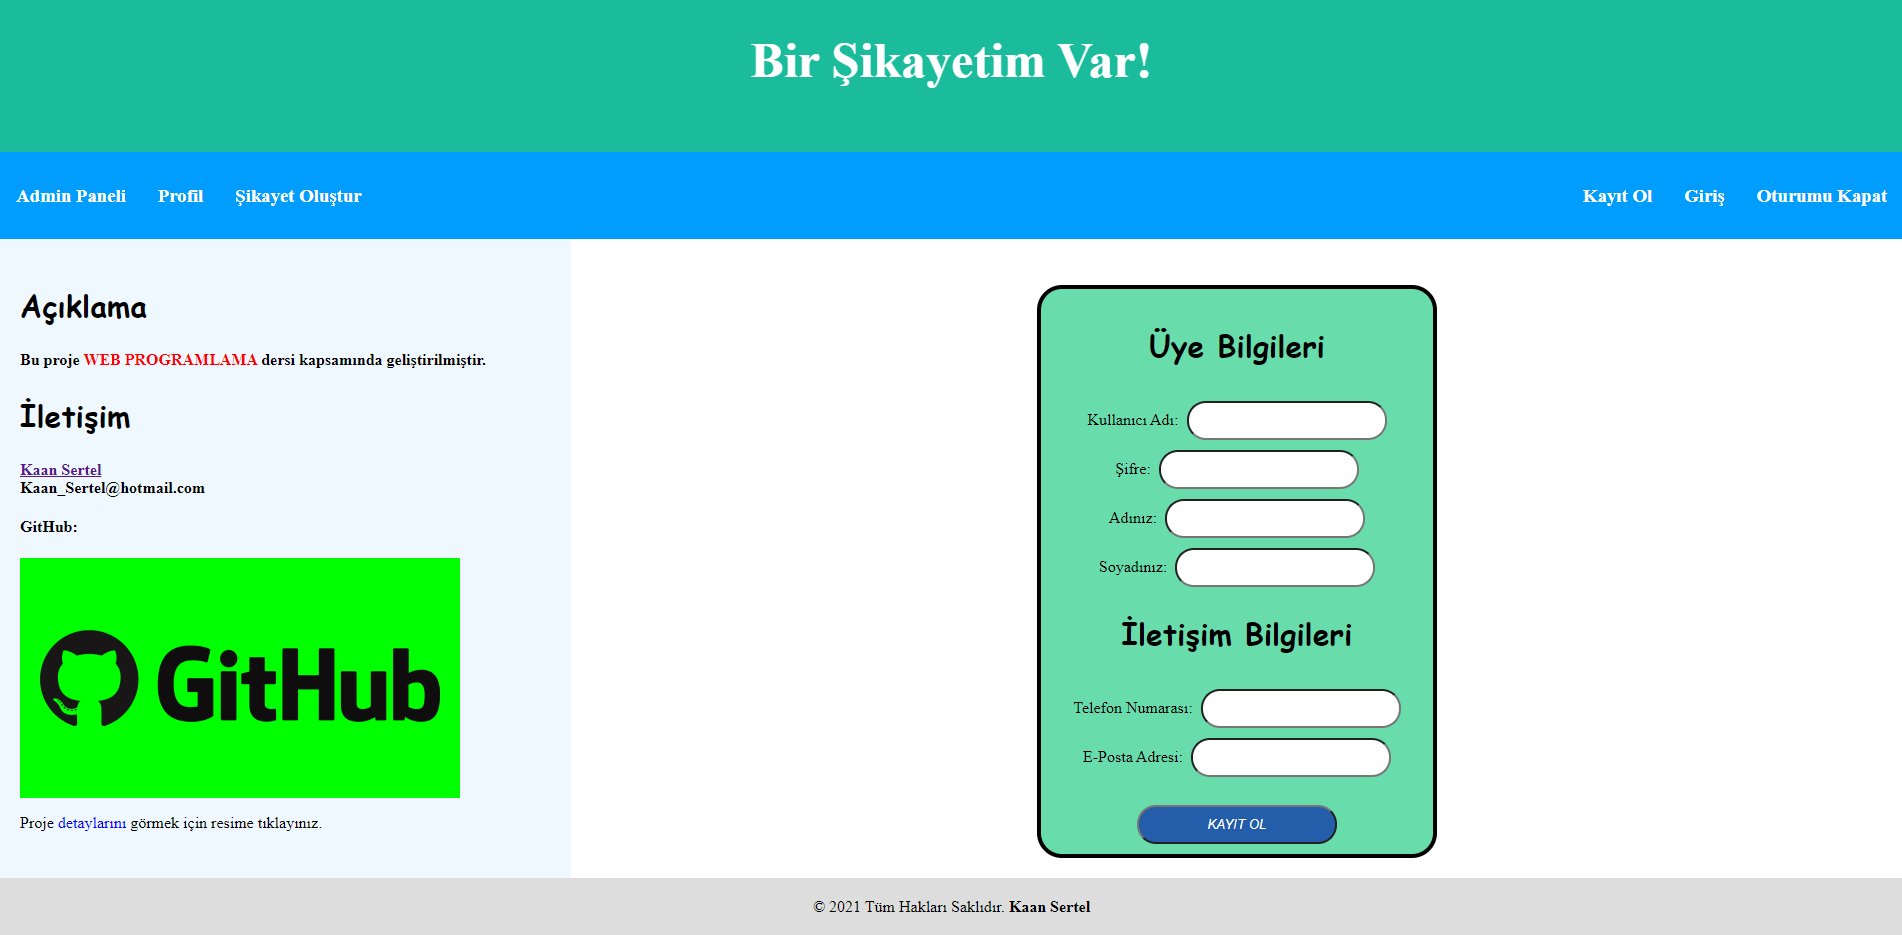 Bir Şikayetim Var!
Admin Paneli Profil Şikayet Oluştur Kayıt Ol Giriş Oturumu Kapat
Açıklama
Bu proje WEB PROGRAMLAMA dersi kapsamında geliştirilmiştir.
İletişim
Kaan Sertel
Kaan_Sertel@hotmail.com
GitHub:
GitHub
Proje detaylarını görmek için resime tıklayınız.
Üye Bilgileri
Kullanıcı Adı:
Şifre:
Adınız:
Soyadınız:
İletişim Bilgileri
Telefon Numarası:
E-Posta Adresi:
KAYIT OL
© 2021 Tüm Hakları Saklıdır. Kaan Sertel